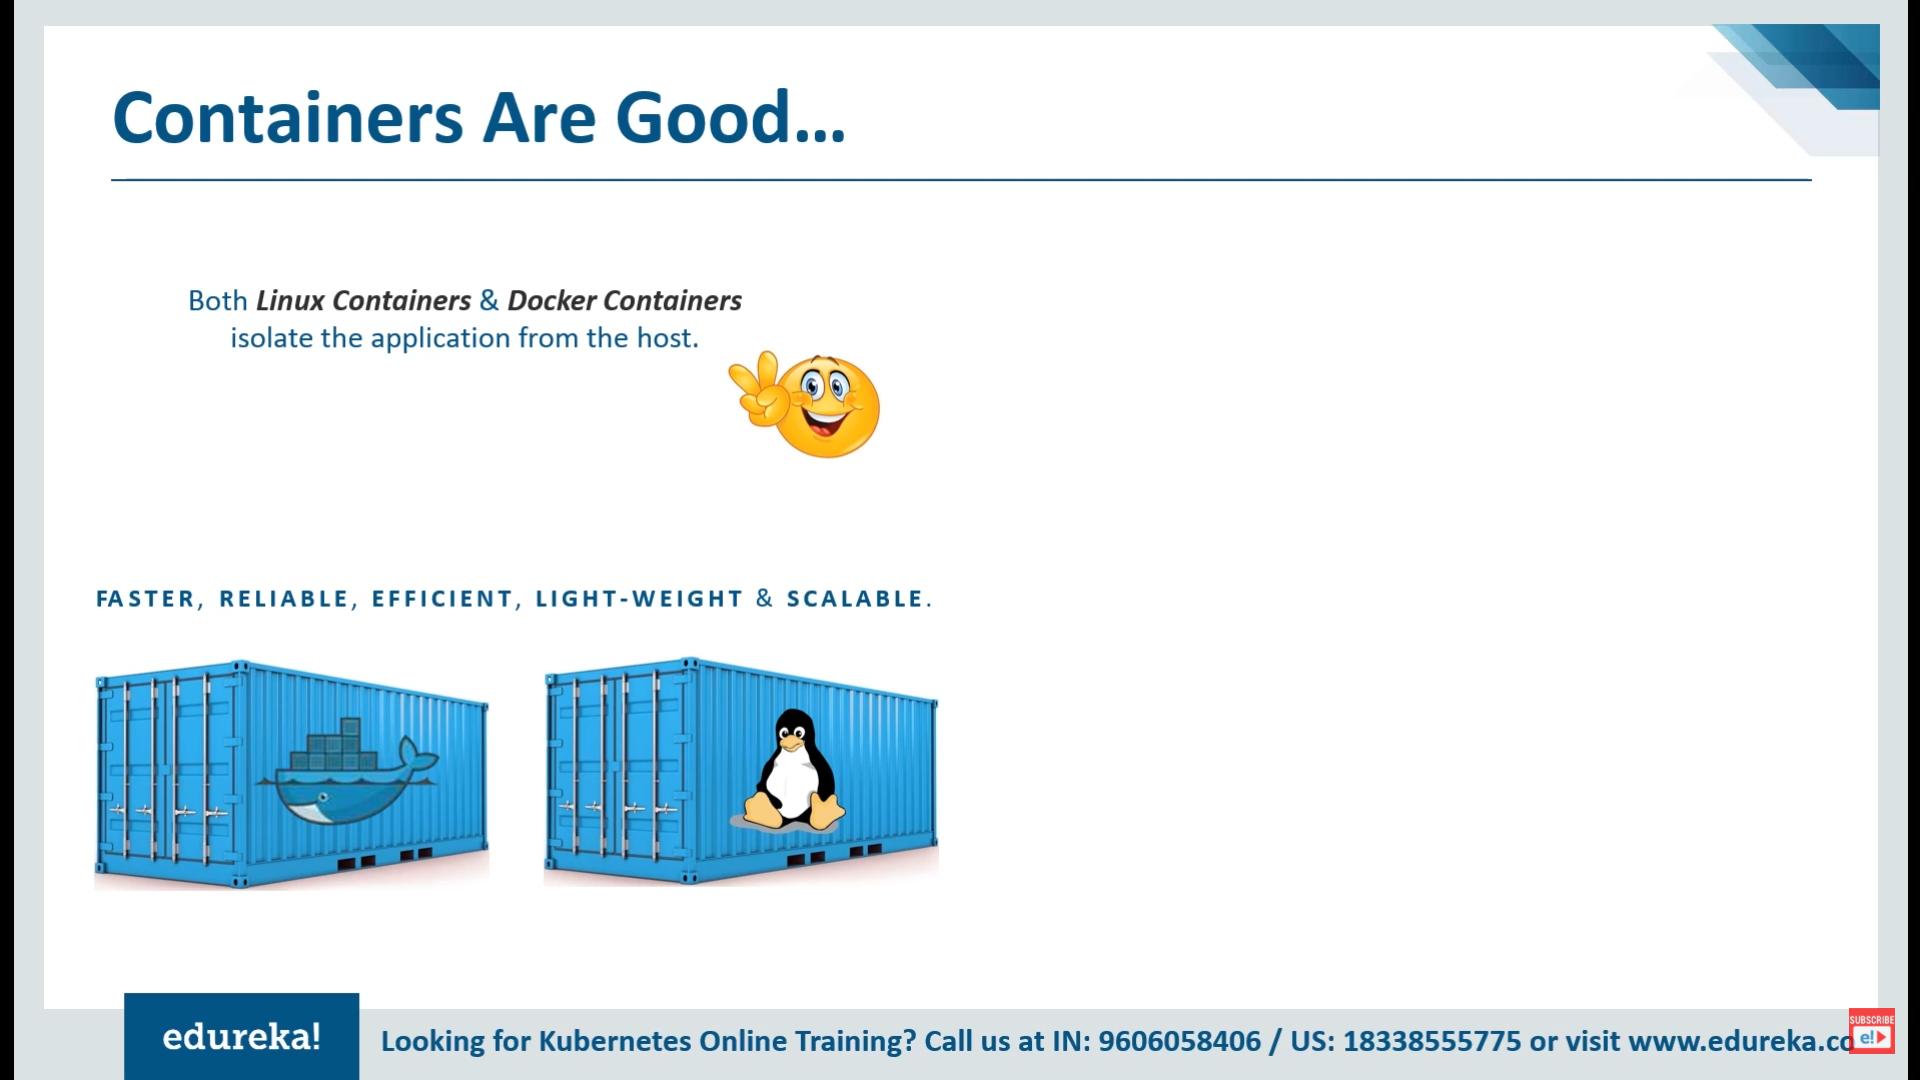 Containers Are Good...
Both Linux Containers & Docker Containers
isolate the application from the host.
FASTER, RELIABLE, EFFICIENT, LIGHT-WEIGHT & SCALABLE.
edureka!
Looking for Kubernetes Online Training? Call us at IN: 9606058406 / US: 18338555775 or visit www.edureka.co
SUBSCRIBE
e!